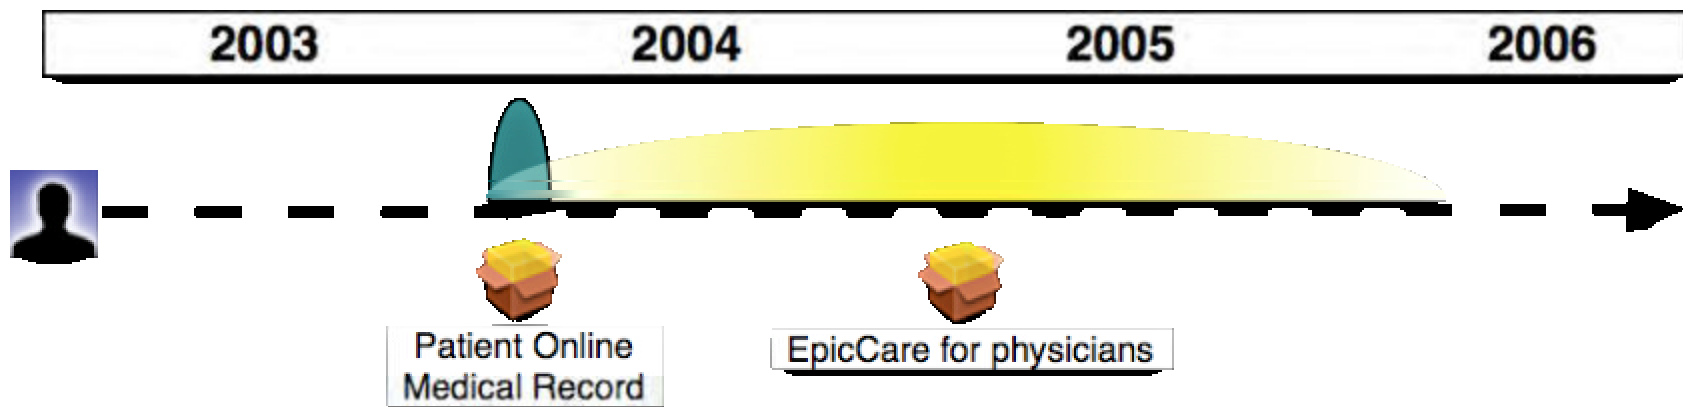 2003 2004 2005 2006
Patient Online
Medical Record
EpicCare for physicians